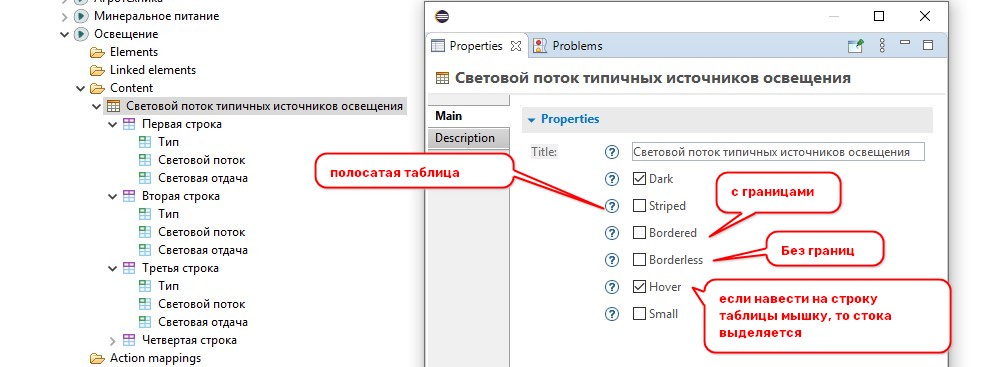 Агротехника
Минеральное питание
Освещение
Elements
Linked elements
Content
Световой поток типичных источников освещения
Первая строка
Тип
Световой поток
Световая отдача
Вторая строка
Тип
Световой поток
Световая отдача
Третья строка
Тип
Световой поток
Световая отдача
Четвертая строка
Action mappings
Properties
Problems
Световой поток типичных источников освещения
Main
Description
Properties
Title:
Световой поток типичных источников освещения
Dark
Striped
Bordered
Borderless
Hover
Small
полосатая таблица
с границами
Без границ
если навести на строку
таблицы мышку, то стока
выделяется